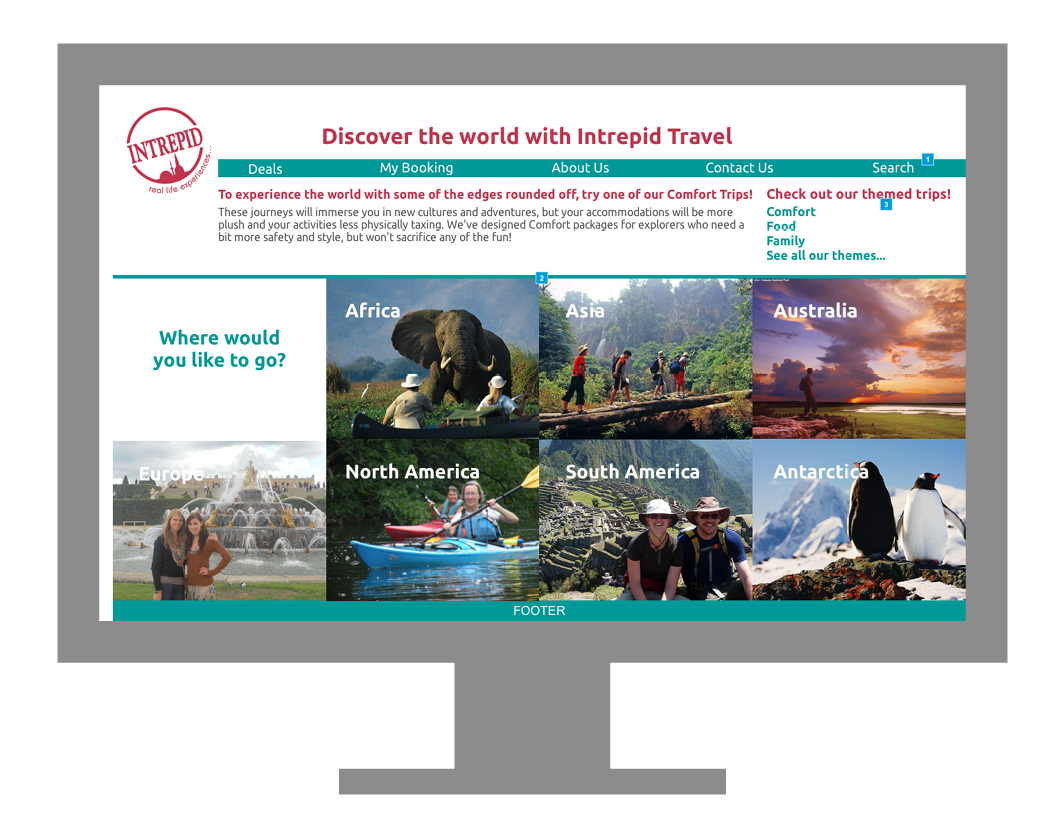 INTREPID
real life experiences...
Discover the world with Intrepid Travel
Deals My Booking About Us Contact Us Search 1
To experience the world with some of the edges rounded off, try one of our Comfort Trips!
These journeys will immerse you in new cultures and adventures, but your accommodations will be more
plush and your activities less physically taxing. We've designed Comfort packages for explorers who need a
bit more safety and style, but won't sacrifice any of the fun!
Check out our themed trips!
3
Comfort
Food
Family
See all our themes...
2
Where would
you like to go?
Africa
Asia
Australia
Europe
North America
South America
Antarctica
FOOTER